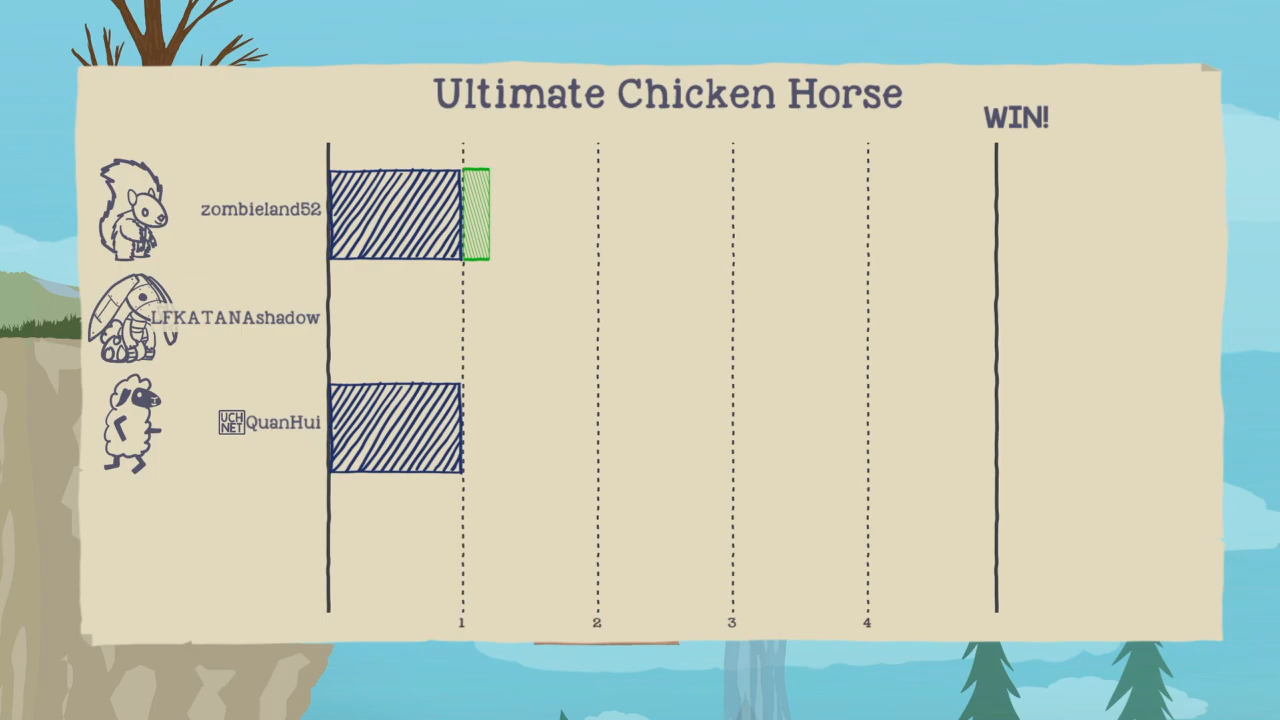 Ultimate Chicken Horse
WIN!
zombieland52
LFKATANAshadow
UCH
NET
QuanHui
1 2 3 4